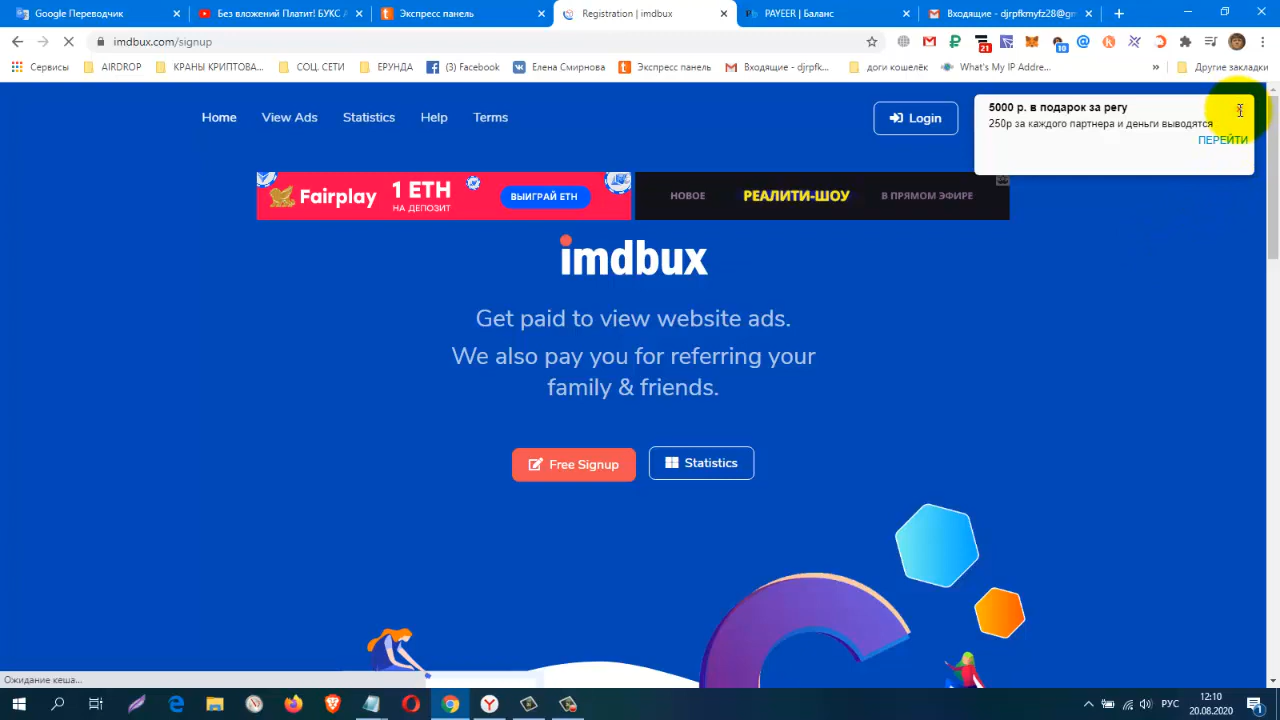 Google Переводчик
Без вложений Платит! БУКС А
Экспресс панель
Registration | imdbux
PAYEER | Баланс
Входящие - djrpfkmyfz28@gm
imdbux.com/signup
21
10
Сервисы
AIRDROP
КРАНЫ КРИПТОВА...
СОЦ. СЕТИ
ЕРУНДА
(3) Facebook
Елена Смирнова
Экспресс панель
Входящие - djrpfk...
доги кошелёк
What's My IP Addre...
»
Другие закладки
Home
View Ads
Statistics
Help
Terms
Login
5000 р. в подарок за регу
250р за каждого партнера и деньги выводятся
ПЕРЕЙТИ
Fairplay
1 ETH
НА ДЕПОЗИТ
ВЫИГРАЙ ETH
НОВОЕ
РЕАЛИТИ-ШОУ
В ПРЯМОМ ЭФИРЕ
imdbux
Get paid to view website ads.
We also pay you for referring your
family & friends.
Free Signup
Statistics
Ожидание кеша...
РУС
12:10
20.08.2020
1